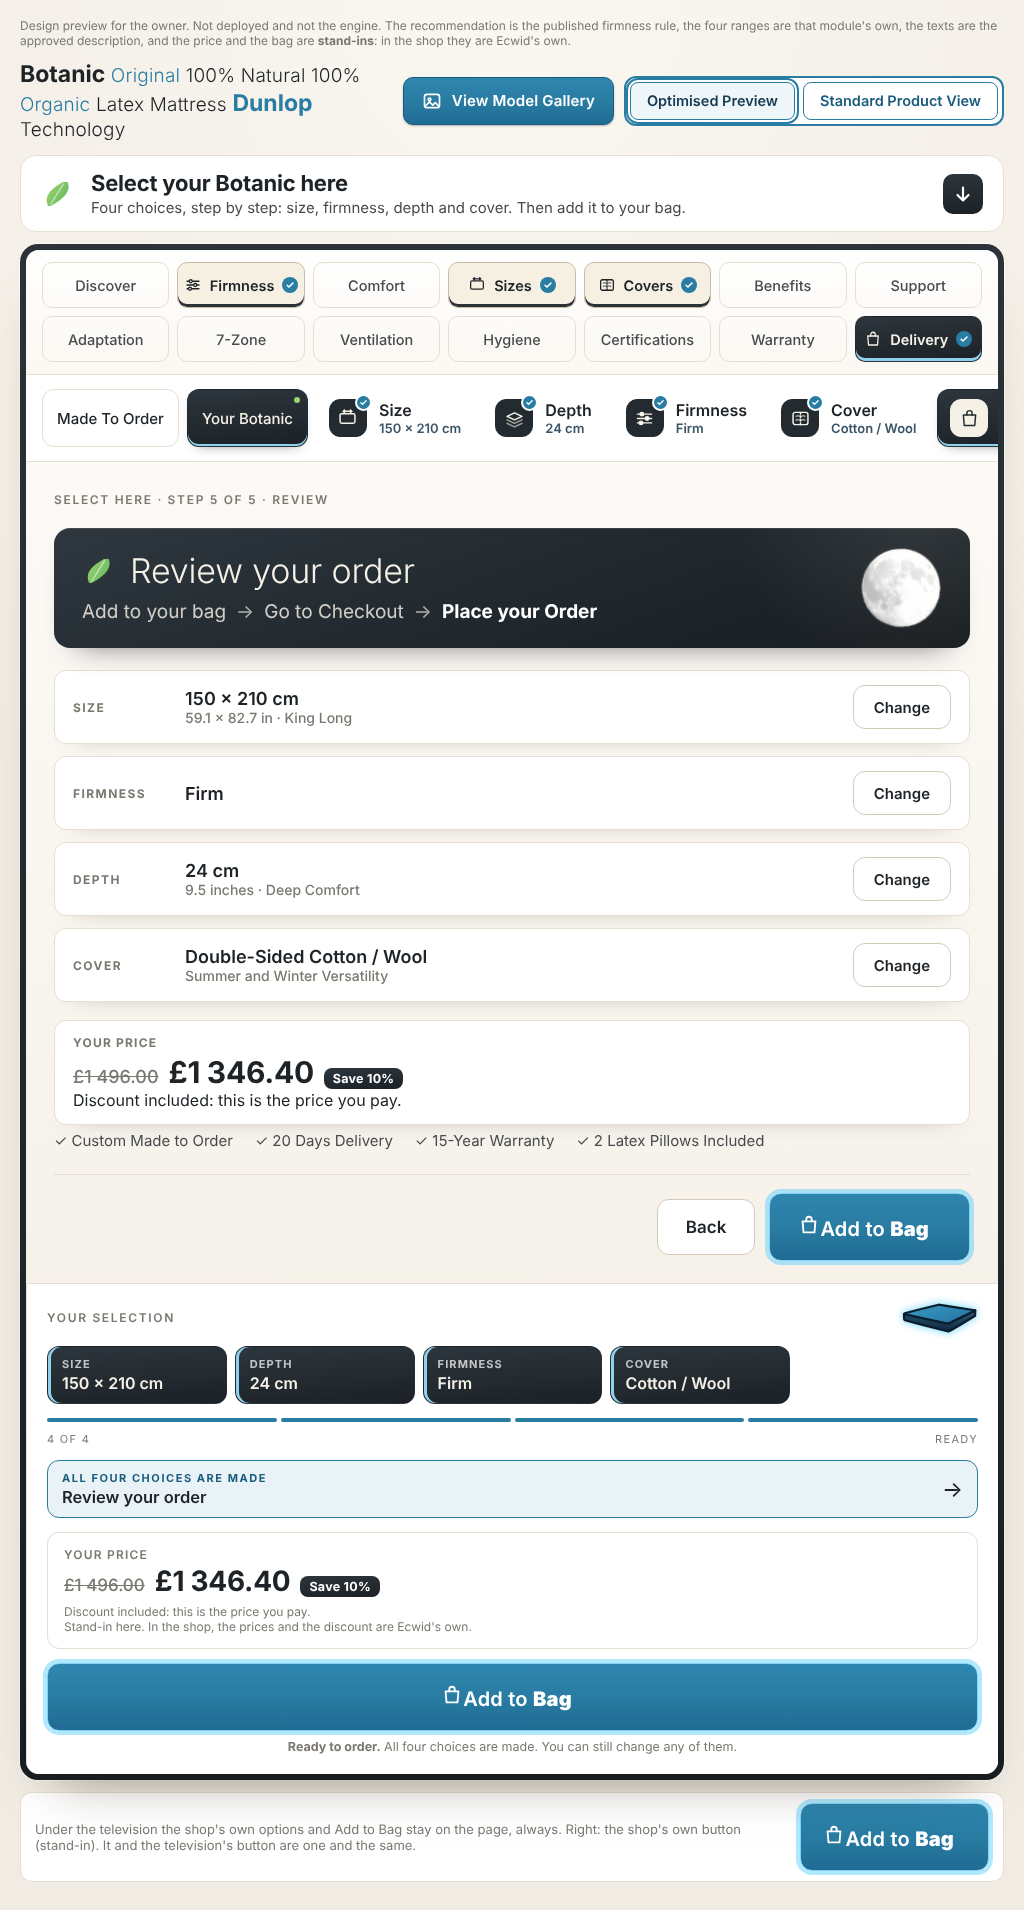 Design preview for the owner. Not deployed and not the engine. The recommendation is the published firmness rule, the four ranges are that module's own, the texts are the
approved description, and the price and the bag are stand-ins: in the shop they are Ecwid's own.
Botanic Original 100% Natural 100%
Organic Latex Mattress Dunlop
Technology
View Model Gallery
Optimised Preview
Standard Product View
Select your Botanic here
Four choices, step by step: size, firmness, depth and cover. Then add it to your bag.
Discover
Firmness
Comfort
Sizes
Covers
Benefits
Support
Adaptation
7-Zone
Ventilation
Hygiene
Certifications
Warranty
Delivery
Made To Order
Your Botanic
Size
150 × 210 cm
Depth
24 cm
Firmness
Firm
Cover
Cotton / Wool
SELECT HERE · STEP 5 OF 5 · REVIEW
Review your order
Add to your bag → Go to Checkout → Place your Order
SIZE
150 × 210 cm
59.1 × 82.7 in · King Long
Change
FIRMNESS
Firm
Change
DEPTH
24 cm
9.5 inches · Deep Comfort
Change
COVER
Double-Sided Cotton / Wool
Summer and Winter Versatility
Change
YOUR PRICE
£1 496.00 £1 346.40 Save 10%
Discount included: this is the price you pay.
✓ Custom Made to Order ✓ 20 Days Delivery ✓ 15-Year Warranty ✓ 2 Latex Pillows Included
Back
Add to Bag
YOUR SELECTION
SIZE
150 × 210 cm
DEPTH
24 cm
FIRMNESS
Firm
COVER
Cotton / Wool
4 OF 4
READY
ALL FOUR CHOICES ARE MADE
Review your order
YOUR PRICE
£1 496.00 £1 346.40 Save 10%
Discount included: this is the price you pay.
Stand-in here. In the shop, the prices and the discount are Ecwid's own.
Add to Bag
Ready to order. All four choices are made. You can still change any of them.
Under the television the shop's own options and Add to Bag stay on the page, always. Right: the shop's own button
(stand-in). It and the television's button are one and the same.
Add to Bag